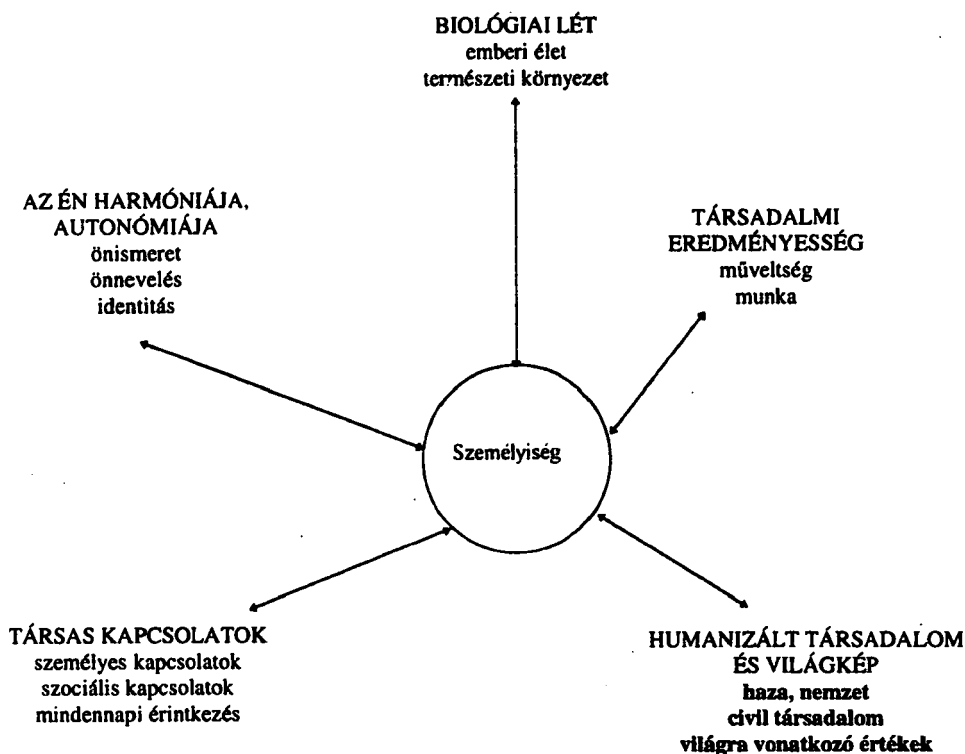 BIOLÓGIAI LÉT
emberi élet
természeti környezet
AZ ÉN HARMÓNIÁJA,
AUTONÓMIÁJA
önismeret
önnevelés
identitás
TÁRSADALMI
EREDMÉNYESSÉG
műveltség
munka
Személyiség
TÁRSAS KAPCSOLATOK
személyes kapcsolatok
szociális kapcsolatok
mindennapi érintkezés
HUMANIZÁLT TÁRSADALOM
ÉS VILÁGKÉP
haza, nemzet
civil társadalom
világra vonatkozó értékek